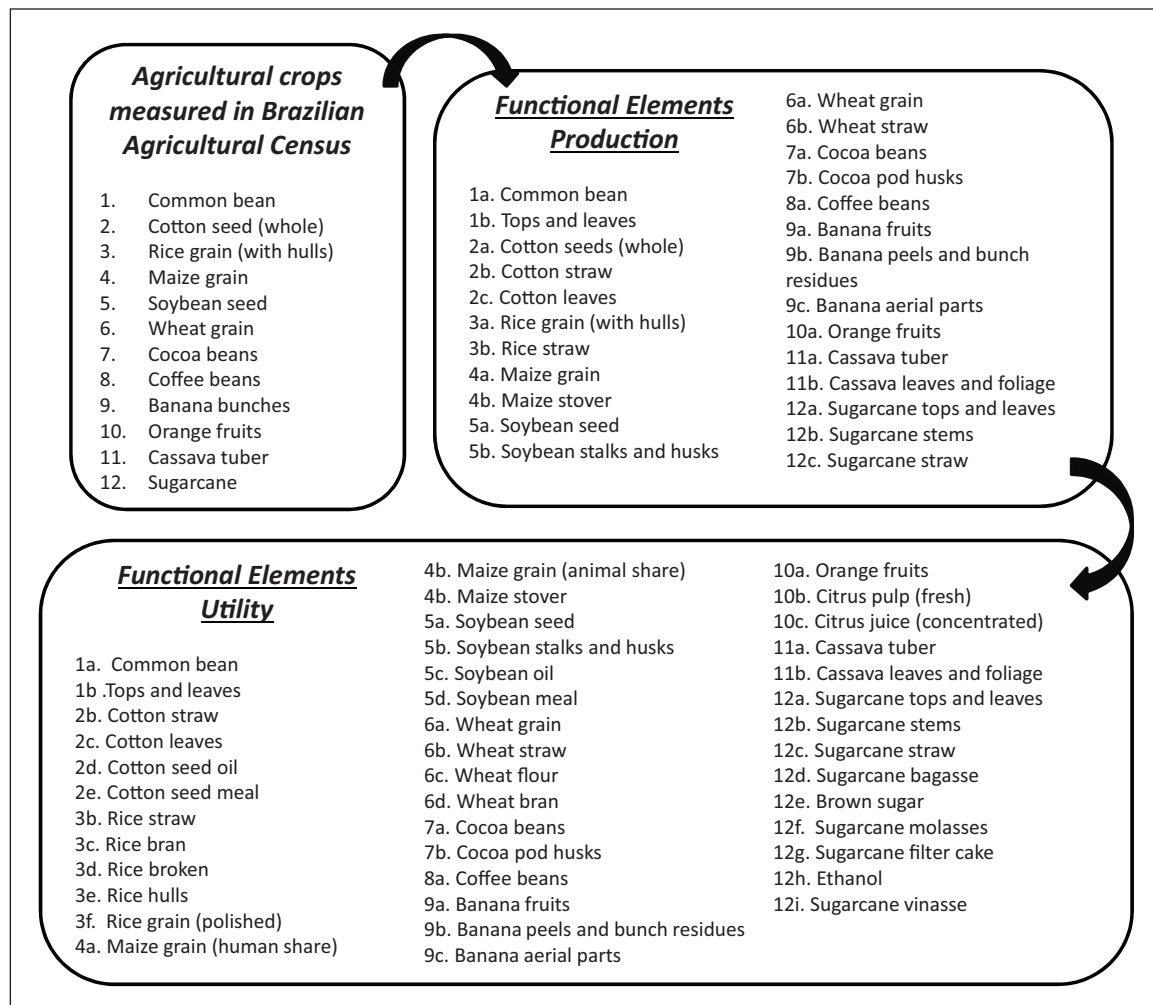 Agricultural crops
measured in Brazilian
Agricultural Census
1. Common bean
2. Cotton seed (whole)
3. Rice grain (with hulls)
4. Maize grain
5. Soybean seed
6. Wheat grain
7. Cocoa beans
8. Coffee beans
9. Banana bunches
10. Orange fruits
11. Cassava tuber
12. Sugarcane
Functional Elements
Production
1a. Common bean
1b. Tops and leaves
2a. Cotton seeds (whole)
2b. Cotton straw
2c. Cotton leaves
3a. Rice grain (with hulls)
3b. Rice straw
4a. Maize grain
4b. Maize stover
5a. Soybean seed
5b. Soybean stalks and husks
6a. Wheat grain
6b. Wheat straw
7a. Cocoa beans
7b. Cocoa pod husks
8a. Coffee beans
9a. Banana fruits
9b. Banana peels and bunch
residues
9c. Banana aerial parts
10a. Orange fruits
11a. Cassava tuber
11b. Cassava leaves and foliage
12a. Sugarcane tops and leaves
12b. Sugarcane stems
12c. Sugarcane straw
Functional Elements
Utility
1a. Common bean
1b .Tops and leaves
2b. Cotton straw
2c. Cotton leaves
2d. Cotton seed oil
2e. Cotton seed meal
3b. Rice straw
3c. Rice bran
3d. Rice broken
3e. Rice hulls
3f. Rice grain (polished)
4a. Maize grain (human share)
4b. Maize grain (animal share)
4b. Maize stover
5a. Soybean seed
5b. Soybean stalks and husks
5c. Soybean oil
5d. Soybean meal
6a. Wheat grain
6b. Wheat straw
6c. Wheat flour
6d. Wheat bran
7a. Cocoa beans
7b. Cocoa pod husks
8a. Coffee beans
9a. Banana fruits
9b. Banana peels and bunch residues
9c. Banana aerial parts
10a. Orange fruits
10b. Citrus pulp (fresh)
10c. Citrus juice (concentrated)
11a. Cassava tuber
11b. Cassava leaves and foliage
12a. Sugarcane tops and leaves
12b. Sugarcane stems
12c. Sugarcane straw
12d. Sugarcane bagasse
12e. Brown sugar
12f. Sugarcane molasses
12g. Sugarcane filter cake
12h. Ethanol
12i. Sugarcane vinasse